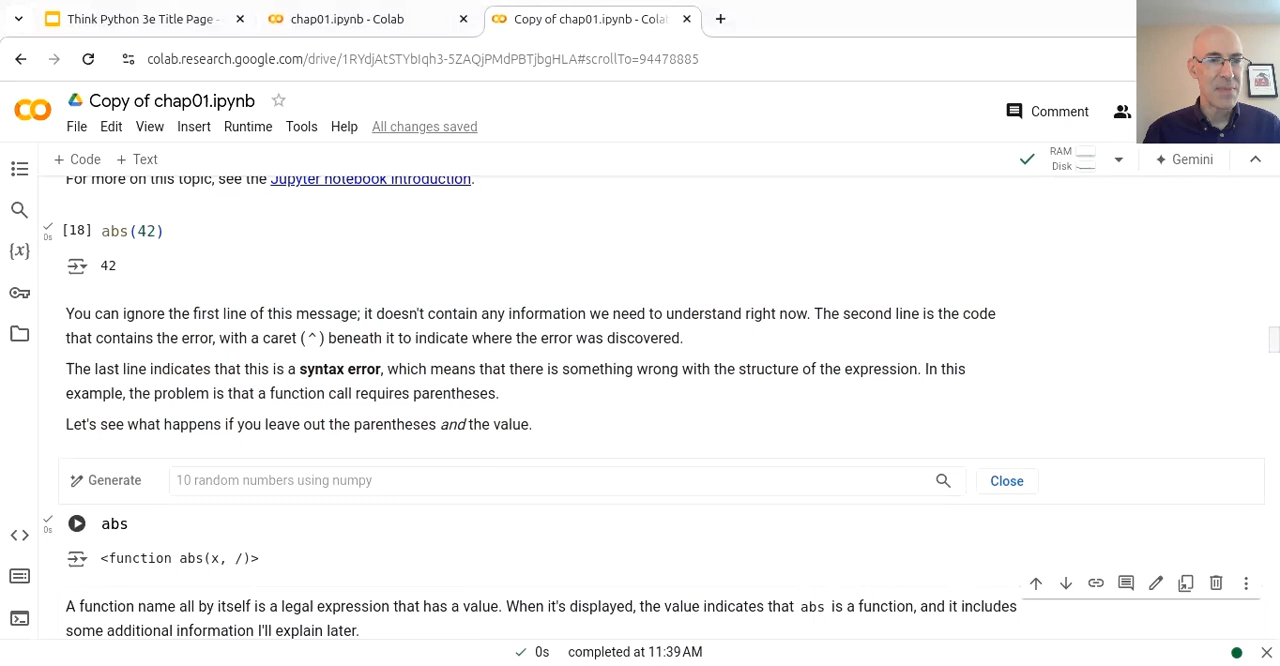 Think Python 3e Title Page -
chap01.ipynb - Colab
Copy of chap01.ipynb - Cola
colab.research.google.com/drive/1RYdjAtSTYbIqh3-5ZAQjPMdPBTjbgHLA#scrollTo=94478885
Copy of chap01.ipynb
Comment
File Edit View Insert Runtime Tools Help All changes saved
+ Code + Text
RAM
Disk
Gemini
For more on this topic, see the Jupyter notebook introduction.
{x}
0s
[18] abs(42)
42
You can ignore the first line of this message; it doesn't contain any information we need to understand right now. The second line is the code
that contains the error, with a caret (^) beneath it to indicate where the error was discovered.
The last line indicates that this is a syntax error, which means that there is something wrong with the structure of the expression. In this
example, the problem is that a function call requires parentheses.
Let's see what happens if you leave out the parentheses and the value.
Generate 10 random numbers using numpy Close
0s
abs
<function abs(x, /)>
A function name all by itself is a legal expression that has a value. When it's displayed, the value indicates that abs is a function, and it includes
some additional information I'll explain later.
0s completed at 11:39 AM